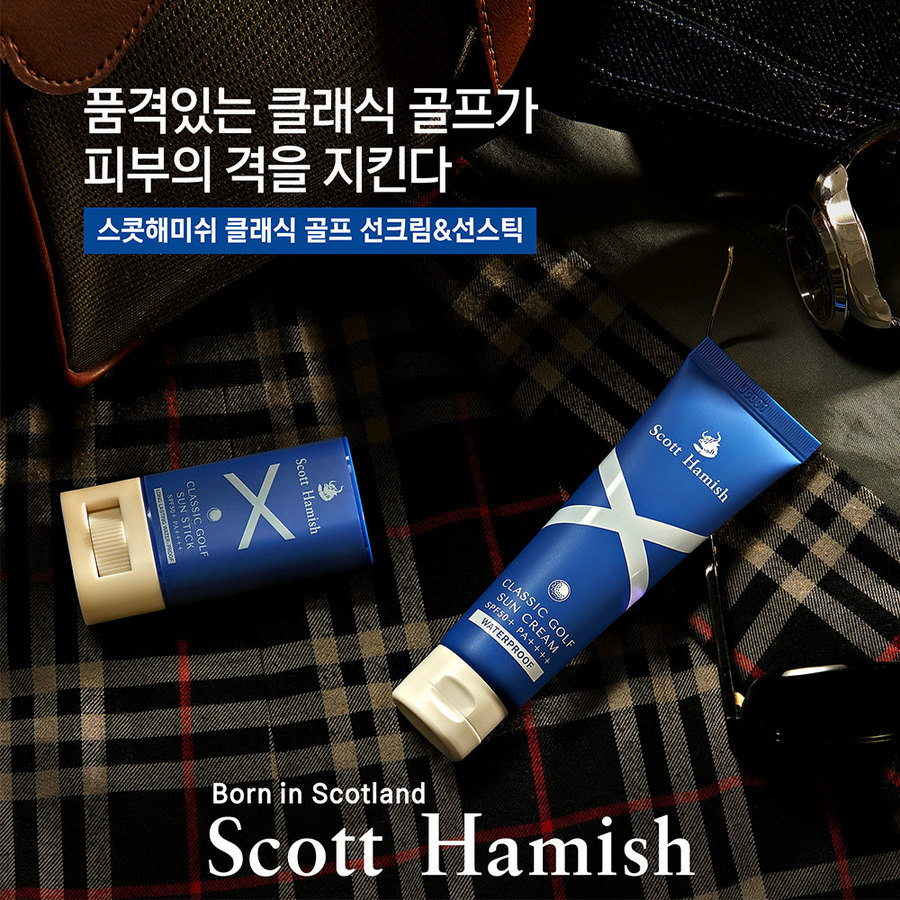 품격있는 클래식 골프가
피부의 격을 지킨다
스콧해미쉬 클래식 골프 선크림&선스틱
Scott Hamish
CLASSIC GOLF
SUN STICK
SPF50+ PA++++
LONG LASTING WATERPROOF
Scott Hamish
CLASSIC GOLF
SUN CREAM
SPF50+ PA++++
WATERPROOF
Born in Scotland
Scott Hamish